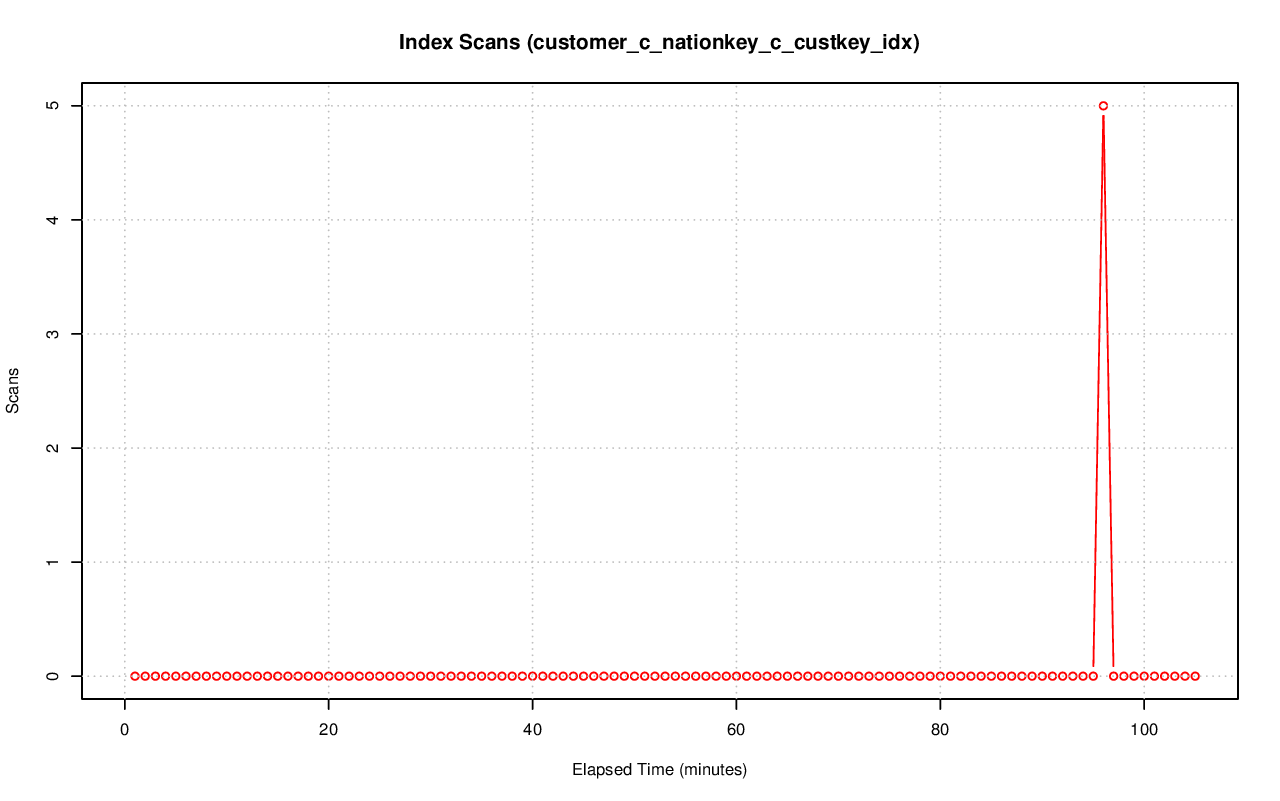 Index Scans (customer_c_nationkey_c_custkey_idx)
5
4
3
2
1
0
Scans
0 20 40 60 80 100
Elapsed Time (minutes)